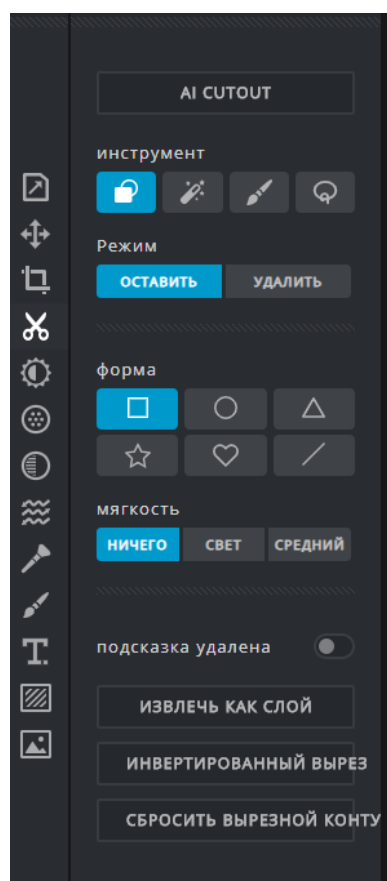 AI CUTOUT
инструмент
Режим
ОСТАВИТЬ УДАЛИТЬ
форма
мягкость
НИЧЕГО СВЕТ СРЕДНИЙ
подсказка удалена
ИЗВЛЕЧЬ КАК СЛОЙ
ИНВЕРТИРОВАННЫЙ ВЫРЕЗ
СБРОСИТЬ ВЫРЕЗНОЙ КОНТУ